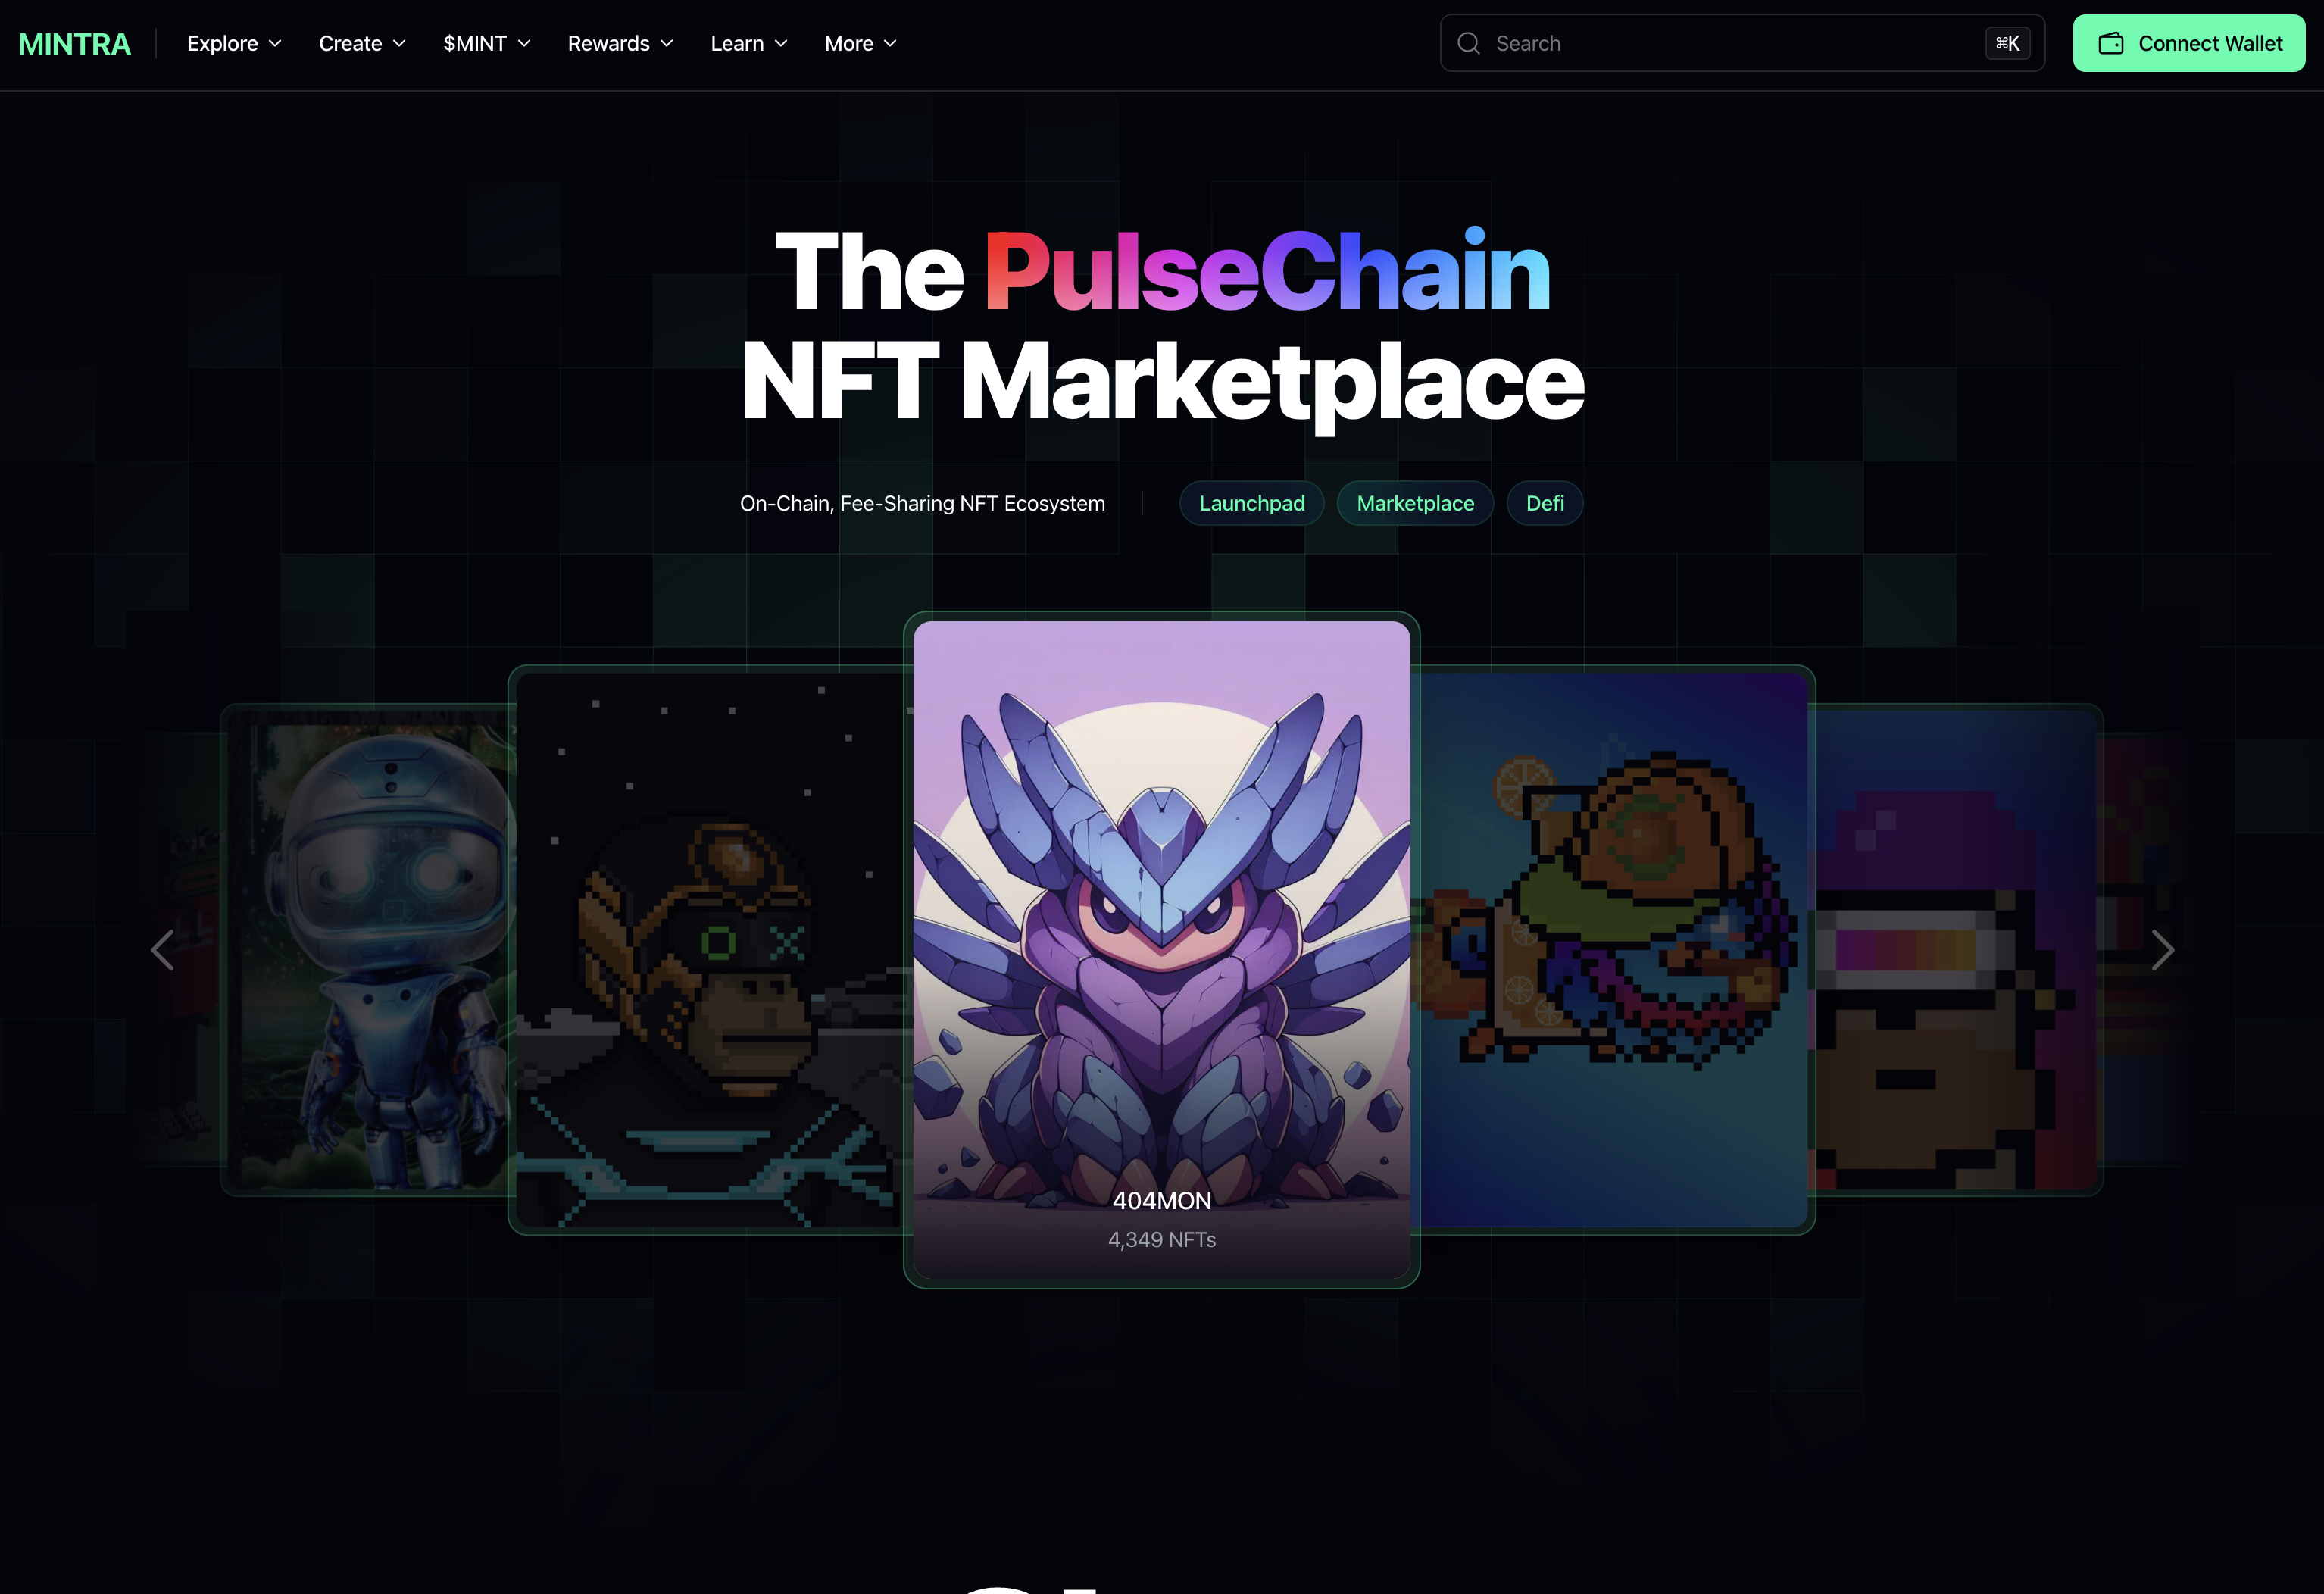 MINTRA
Explore
Create
$MINT
Rewards
Learn
More
Search
⌘K
Connect Wallet
The PulseChain
NFT Marketplace
On-Chain, Fee-Sharing NFT Ecosystem
Launchpad
Marketplace
Defi
404MON
4,349 NFTs